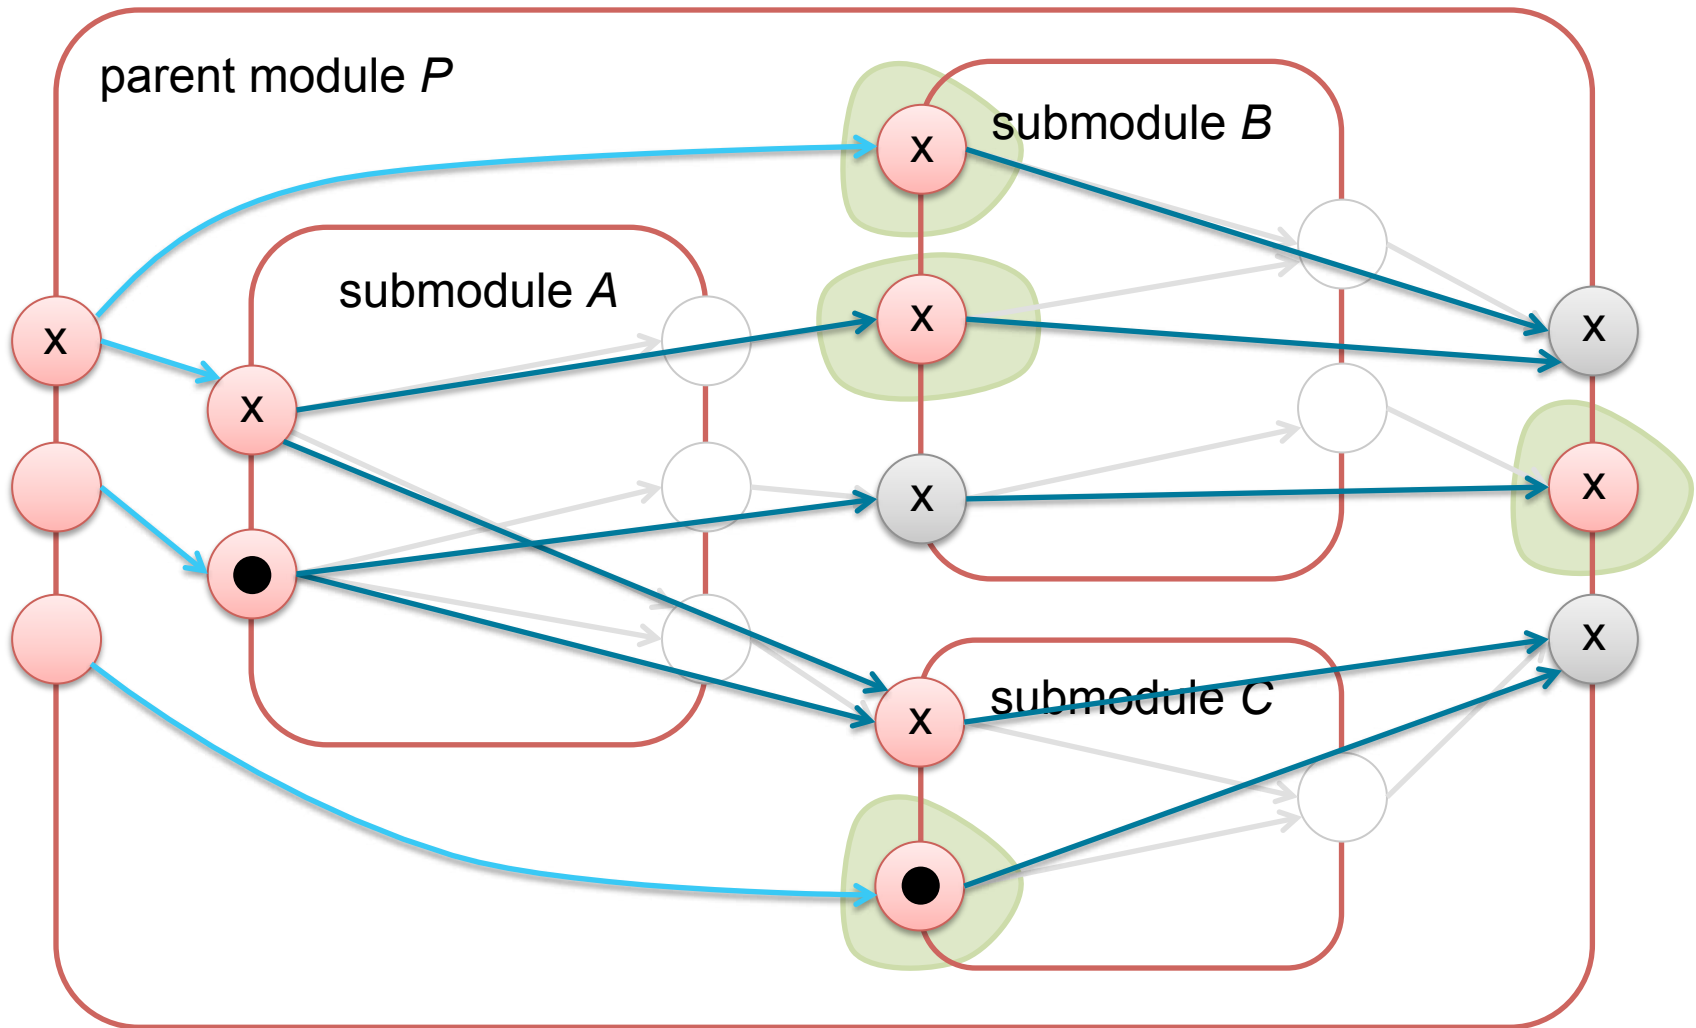 parent module P
submodule B
submodule A
x
x
x
x
x
x
x
x
submodule C
x